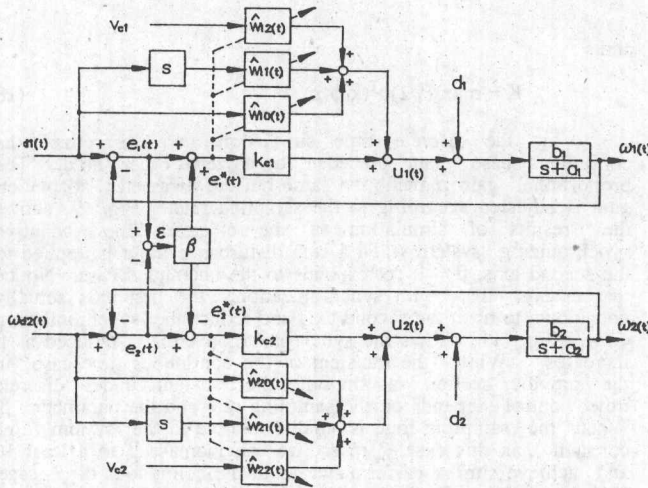 Vc1
ŵ12(t)
s
ŵ11(t)
ŵ10(t)
d1
d1(t)
e1(t)
e1*(t)
kc1
u1(t)
b1
s+a1
ω1(t)
ε
β
ωd2(t)
e2(t)
e2*(t)
kc2
u2(t)
b2
s+a2
ω2(t)
ŵ20(t)
d2
s
ŵ21(t)
Vc2
ŵ22(t)